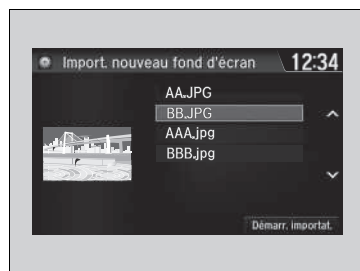 Import. nouveau fond d'écran
12:34
AA.JPG
BB.JPG
AAA.jpg
BBB.jpg
Démarr. importat.